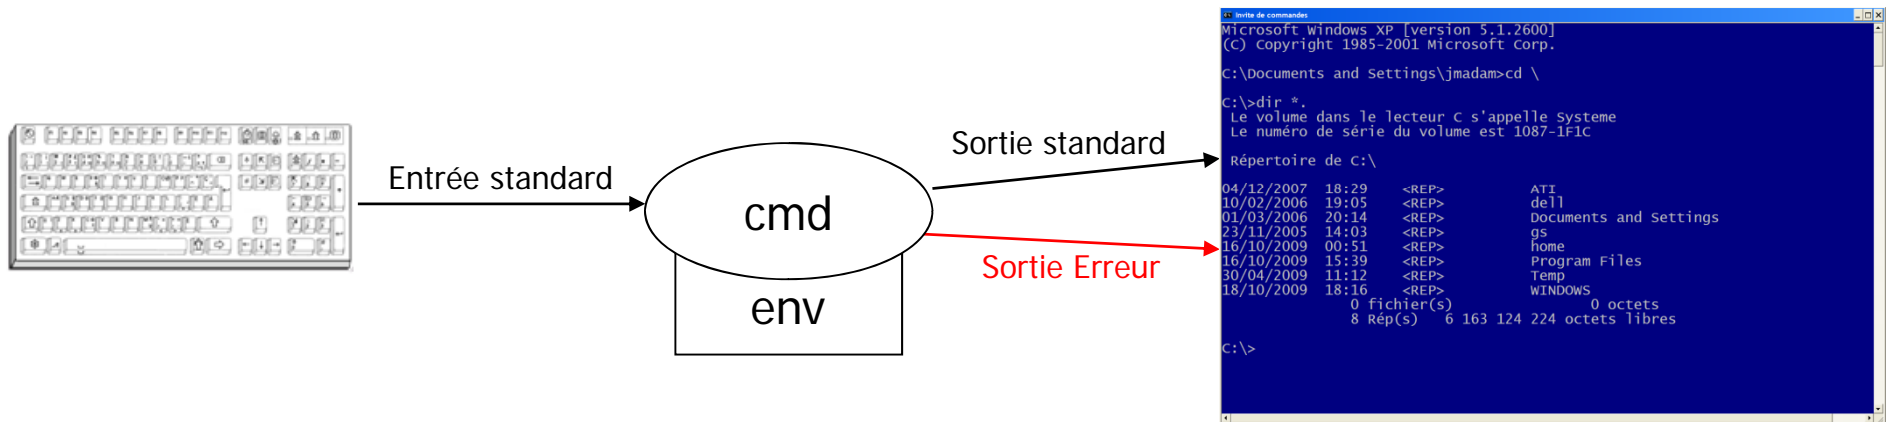 Entrée standard
cmd
env
Sortie standard
Sortie Erreur
Invite de commandes
Microsoft Windows XP [version 5.1.2600]
(C) Copyright 1985-2001 Microsoft Corp.
C:\Documents and Settings\jmadam>cd \
C:\>dir *.
Le volume dans le lecteur C s'appelle Systeme
Le numéro de série du volume est 1087-1F1C
Répertoire de C:\
04/12/2007 18:29 <REP> ATI
10/02/2006 19:05 <REP> dell
01/03/2006 20:14 <REP> Documents and Settings
23/11/2005 14:03 <REP> gs
16/10/2009 00:51 <REP> home
16/10/2009 15:39 <REP> Program Files
30/04/2009 11:12 <REP> Temp
18/10/2009 18:16 <REP> WINDOWS
0 fichier(s) 0 octets
8 Rép(s) 6 163 124 224 octets libres
C:\>